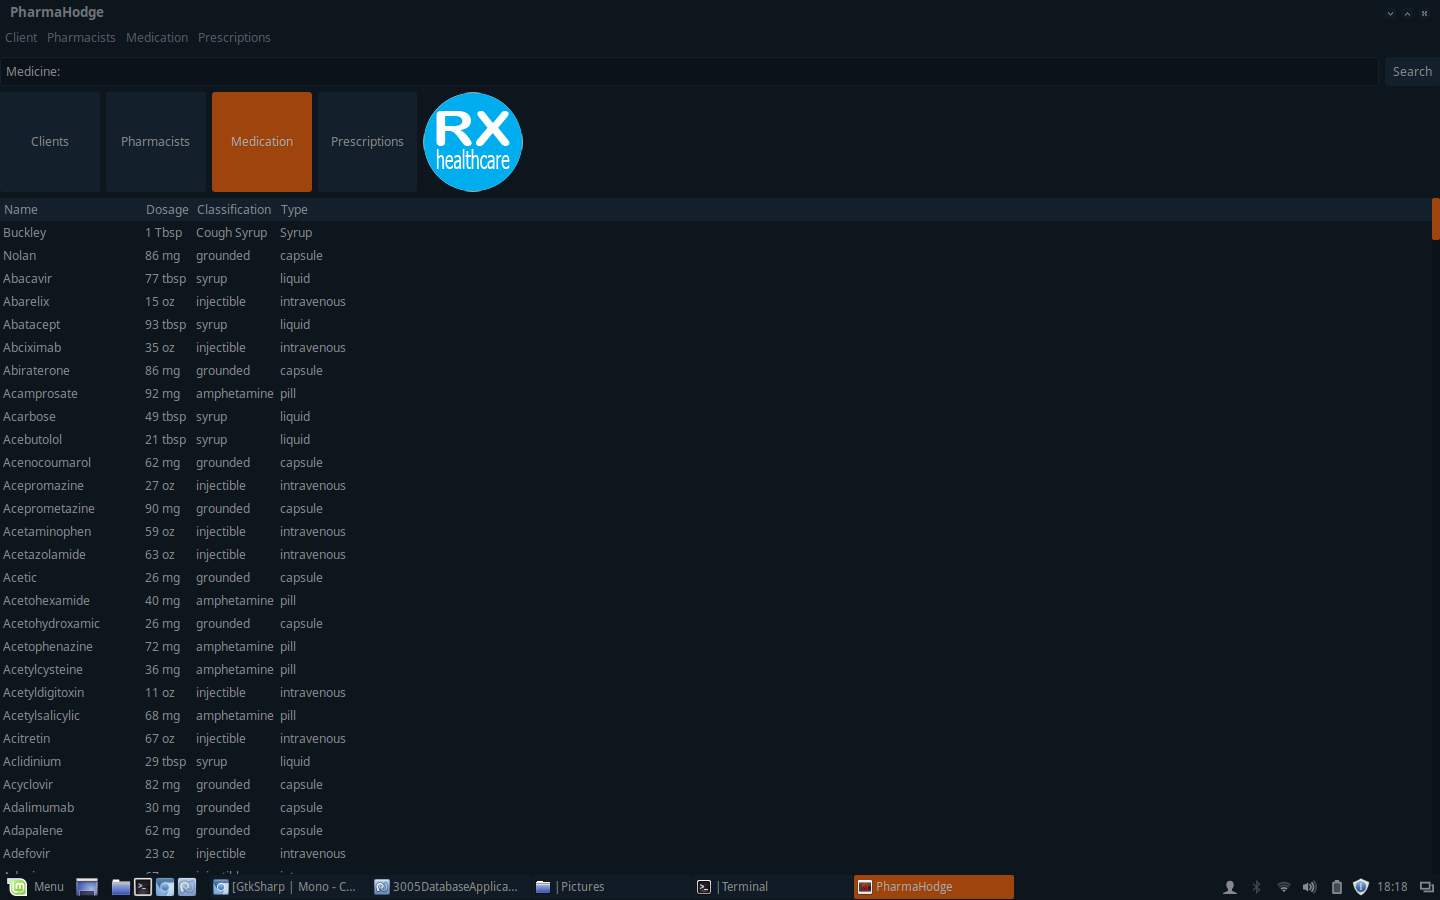 PharmaHodge
Client Pharmacists Medication Prescriptions
Medicine: Search
Clients Pharmacists Medication Prescriptions RX healthcare
Name Dosage Classification Type
Buckley 1 Tbsp Cough Syrup Syrup
Nolan 86 mg grounded capsule
Abacavir 77 tbsp syrup liquid
Abarelix 15 oz injectible intravenous
Abatacept 93 tbsp syrup liquid
Abciximab 35 oz injectible intravenous
Abiraterone 86 mg grounded capsule
Acamprosate 92 mg amphetamine pill
Acarbose 49 tbsp syrup liquid
Acebutolol 21 tbsp syrup liquid
Acenocoumarol 62 mg grounded capsule
Acepromazine 27 oz injectible intravenous
Aceprometazine 90 mg grounded capsule
Acetaminophen 59 oz injectible intravenous
Acetazolamide 63 oz injectible intravenous
Acetic 26 mg grounded capsule
Acetohexamide 40 mg amphetamine pill
Acetohydroxamic 26 mg grounded capsule
Acetophenazine 72 mg amphetamine pill
Acetylcysteine 36 mg amphetamine pill
Acetyldigitoxin 11 oz injectible intravenous
Acetylsalicylic 68 mg amphetamine pill
Acitretin 67 oz injectible intravenous
Aclidinium 29 tbsp syrup liquid
Acyclovir 82 mg grounded capsule
Adalimumab 30 mg grounded capsule
Adapalene 62 mg grounded capsule
Adefovir 23 oz injectible intravenous
Menu [GtkSharp | Mono - C... 3005DatabaseApplica... |Pictures |Terminal PharmaHodge 18:18